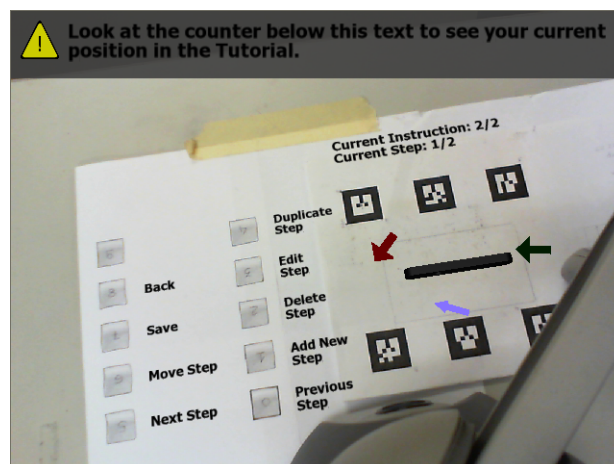 Look at the counter below this text to see your current
position in the Tutorial.
Current Instruction: 2/2
Current Step: 1/2
Duplicate
Step
Back
Edit
Step
Save
Delete
Step
Move Step
Add New
Step
Next Step
Previous
Step